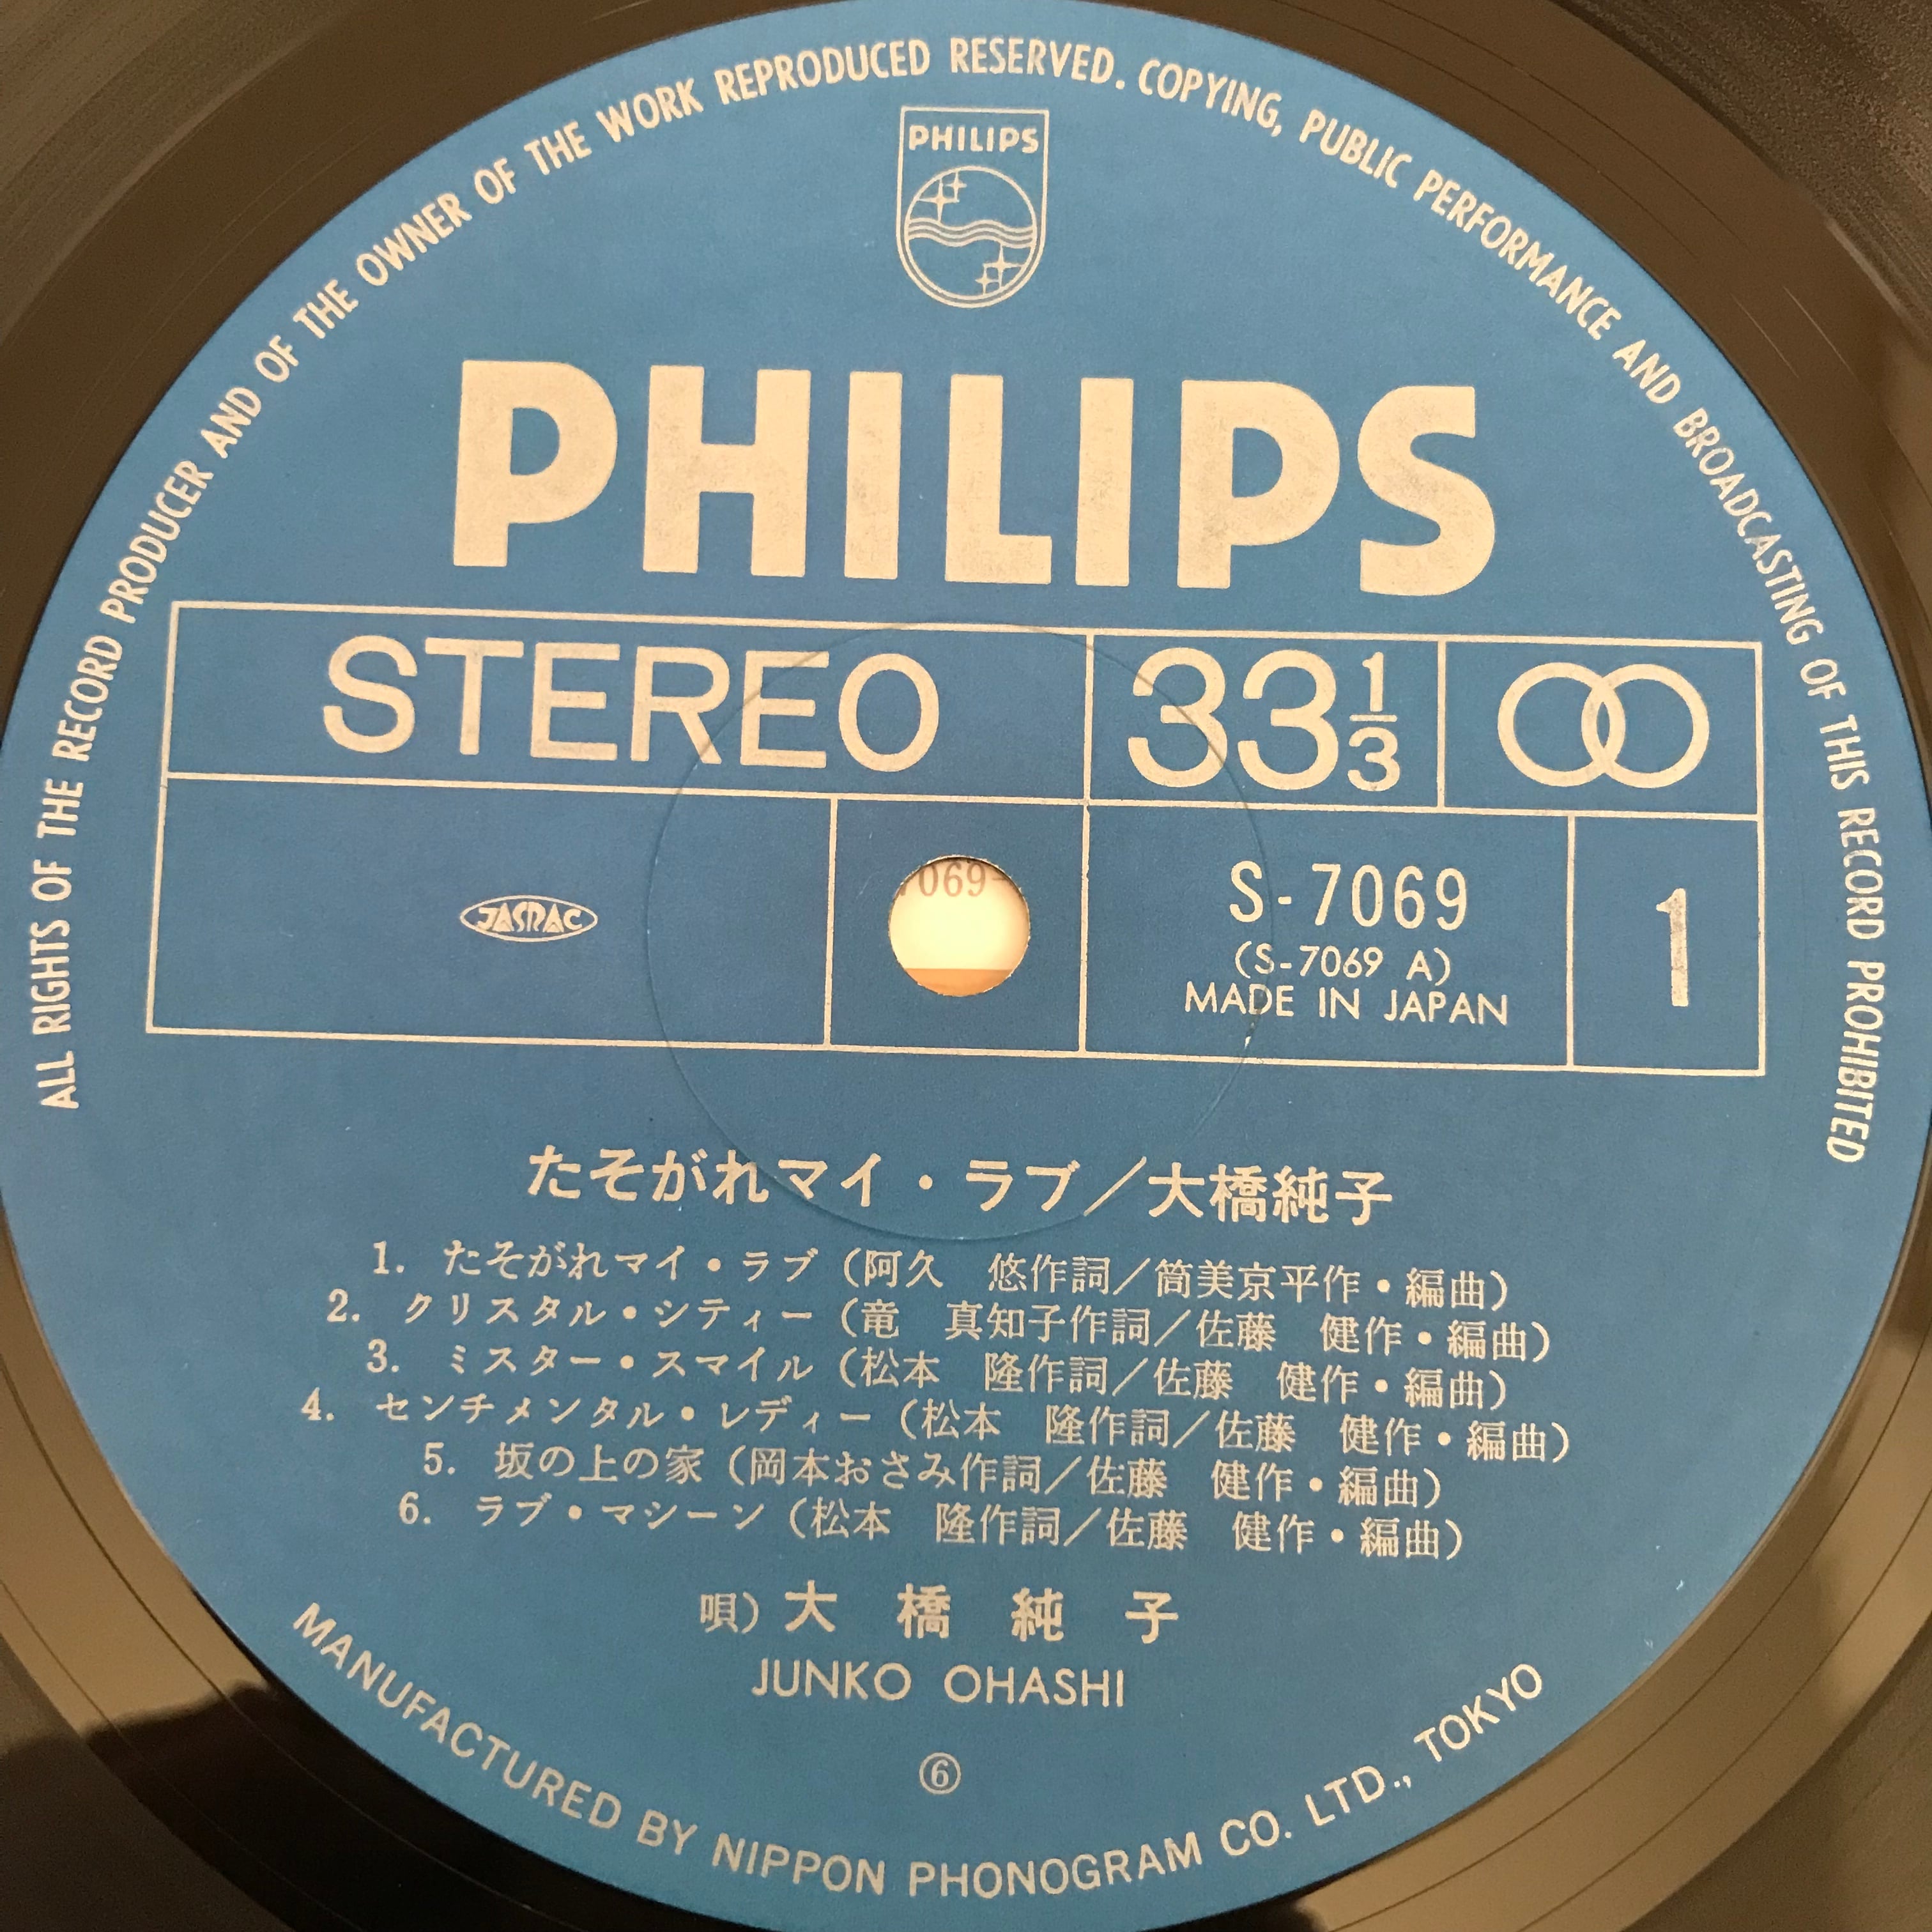 ALL RIGHTS OF THE RECORD PRODUCER AND OF THE OWNER OF THE WORK REPRODUCED RESERVED. COPYING, PUBLIC PERFORMANCE AND BROADCASTING OF THIS RECORD PROHIBITED
PHILIPS
PHILIPS
STEREO
33 1/3
JASRAC
069-
S-7069
(S-7069 A)
MADE IN JAPAN
1
たそがれマイ・ラブ／大橋純子
1. たそがれマイ・ラブ（阿久　悠作詞／筒美京平作・編曲）
2. クリスタル・シティー（竜　真知子作詞／佐藤　健作・編曲）
3. ミスター・スマイル（松本　隆作詞／佐藤　健作・編曲）
4. センチメンタル・レディー（松本　隆作詞／佐藤　健作・編曲）
5. 坂の上の家（岡本おさみ作詞／佐藤　健作・編曲）
6. ラブ・マシーン（松本　隆作詞／佐藤　健作・編曲）
唄）大　橋　純　子
JUNKO OHASHI
⑥
MANUFACTURED BY NIPPON PHONOGRAM CO. LTD., TOKYO